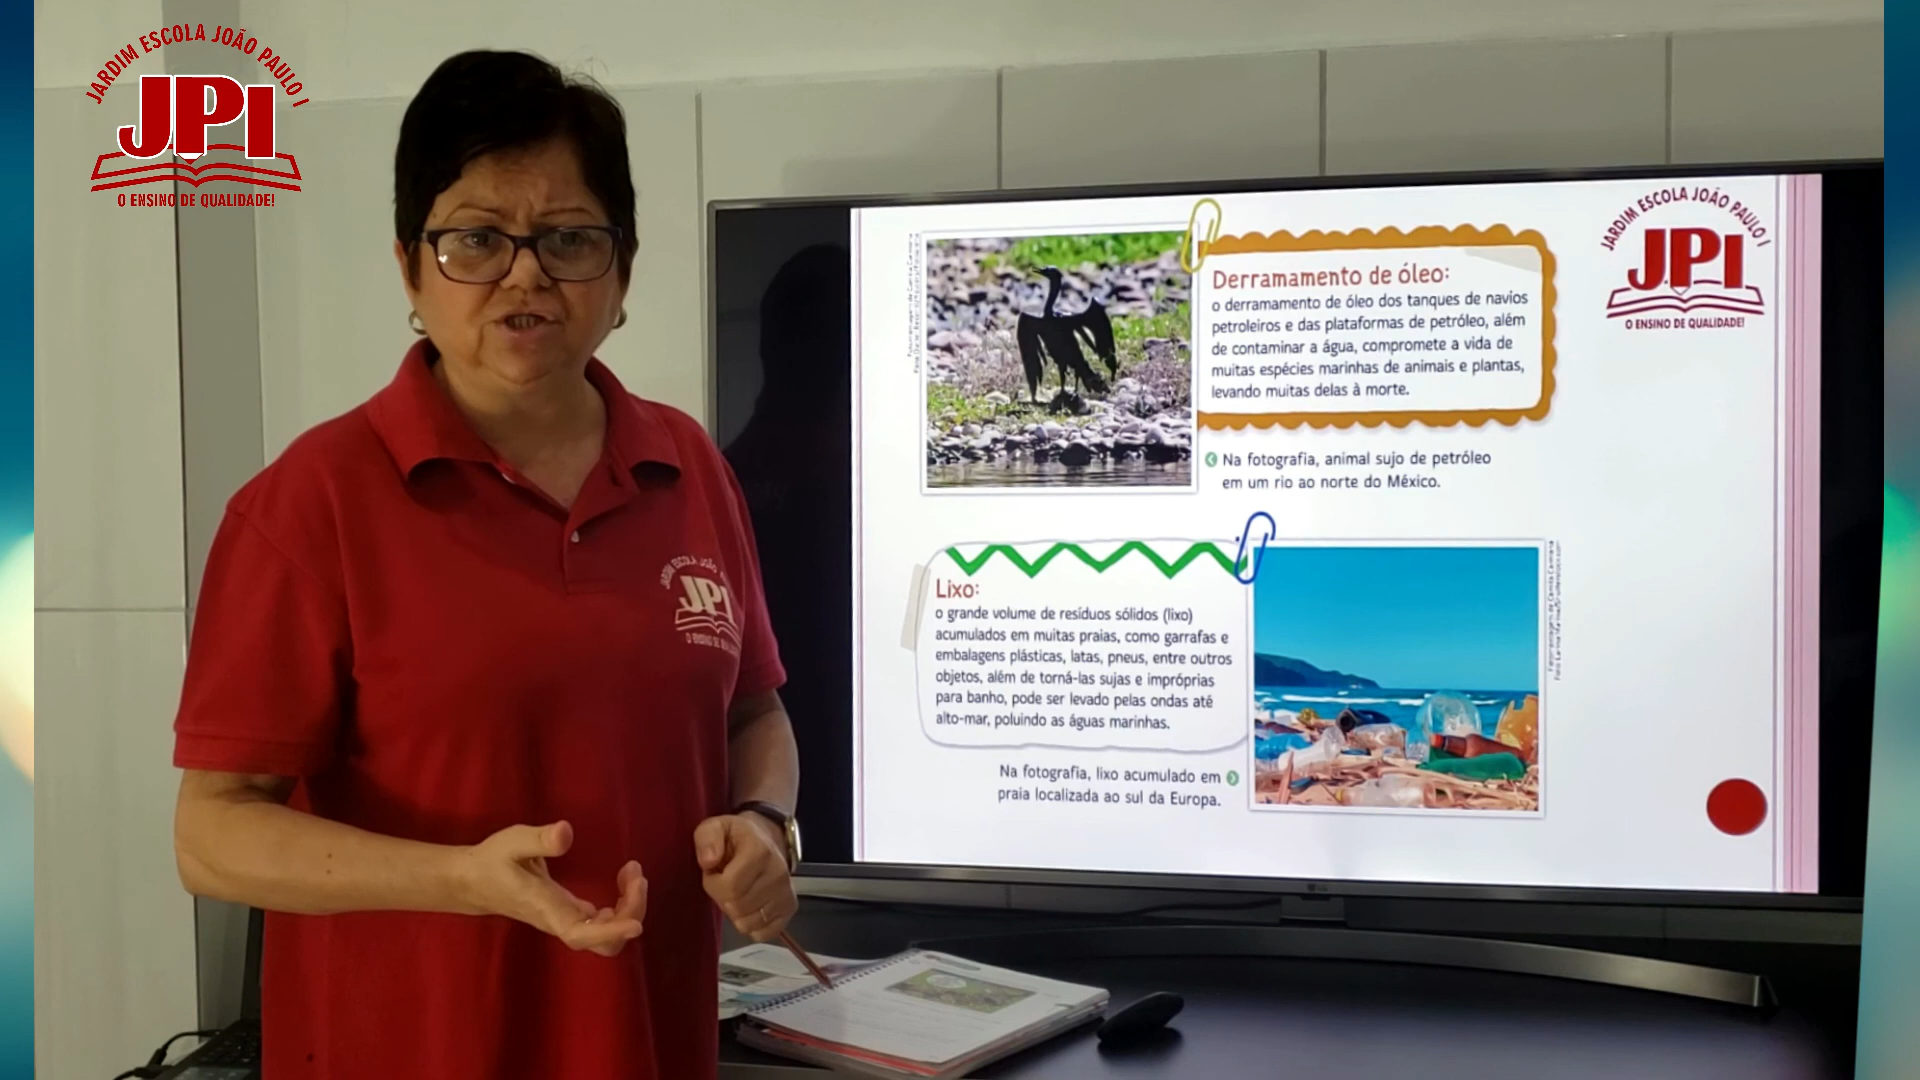 JARDIM ESCOLA JOÃO PAULO I
JPI
O ENSINO DE QUALIDADE!
JARDIM ESCOLA JOÃO PAULO I
JPI
O ENSINO DE QUALIDADE!
Derramamento de óleo:
o derramamento de óleo dos tanques de navios
petroleiros e das plataformas de petróleo, além
de contaminar a água, compromete a vida de
muitas espécies marinhas de animais e plantas,
levando muitas delas à morte.
Na fotografia, animal sujo de petróleo
em um rio ao norte do México.
Lixo:
o grande volume de resíduos sólidos (lixo)
acumulados em muitas praias, como garrafas e
embalagens plásticas, latas, pneus, entre outros
objetos, além de torná-las sujas e impróprias
para banho, pode ser levado pelas ondas até
alto-mar, poluindo as águas marinhas.
Na fotografia, lixo acumulado em
praia localizada ao sul da Europa.
ESCOLA JOÃO
JPI
O ENSINO DE
LG